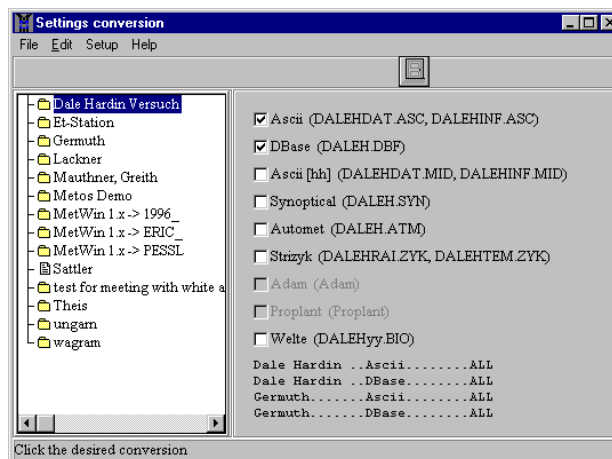 Settings conversion
File Edit Setup Help
Dale Hardin Versuch
Et-Station
Germuth
Lackner
Mauthner, Greith
Metos Demo
MetWin 1.x -> 1996_
MetWin 1.x -> ERIC_
MetWin 1.x -> PESSL
Sattler
test for meeting with white a
Theis
ungarn
wagram
Ascii (DALEHDAT.ASC, DALEHINF.ASC)
DBase (DALEH.DBF)
Ascii [hh] (DALEHDAT.MID, DALEHINF.MID)
Synoptical (DALEH.SYN)
Automet (DALEH.ATM)
Strizyk (DALEHRAI.ZYK, DALEHTEM.ZYK)
Adam (Adam)
Proplant (Proplant)
Welte (DALEHyy.BIO)
Dale Hardin ..Ascii........ALL
Dale Hardin ..DBase........ALL
Germuth.......Ascii........ALL
Germuth.......DBase........ALL
Click the desired conversion